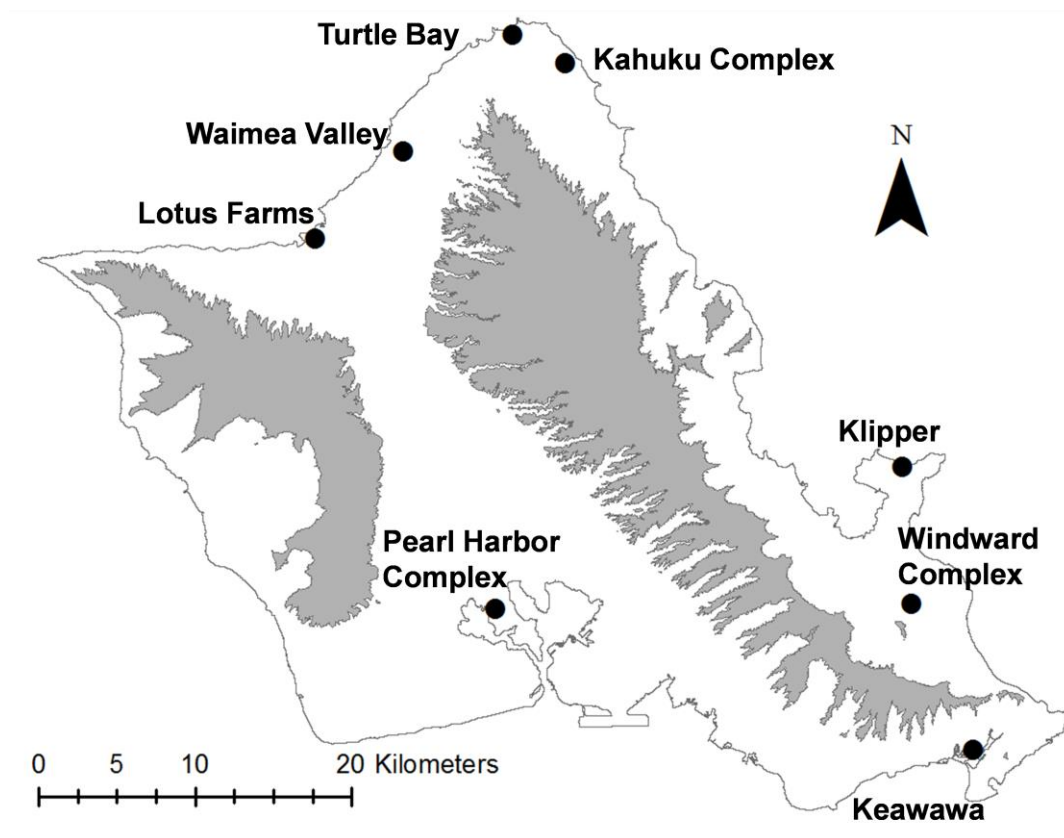 Turtle Bay
Kahuku Complex
Waimea Valley
N
Lotus Farms
Klipper
Pearl Harbor
Complex
Windward
Complex
0 5 10 20 Kilometers
Keawawa